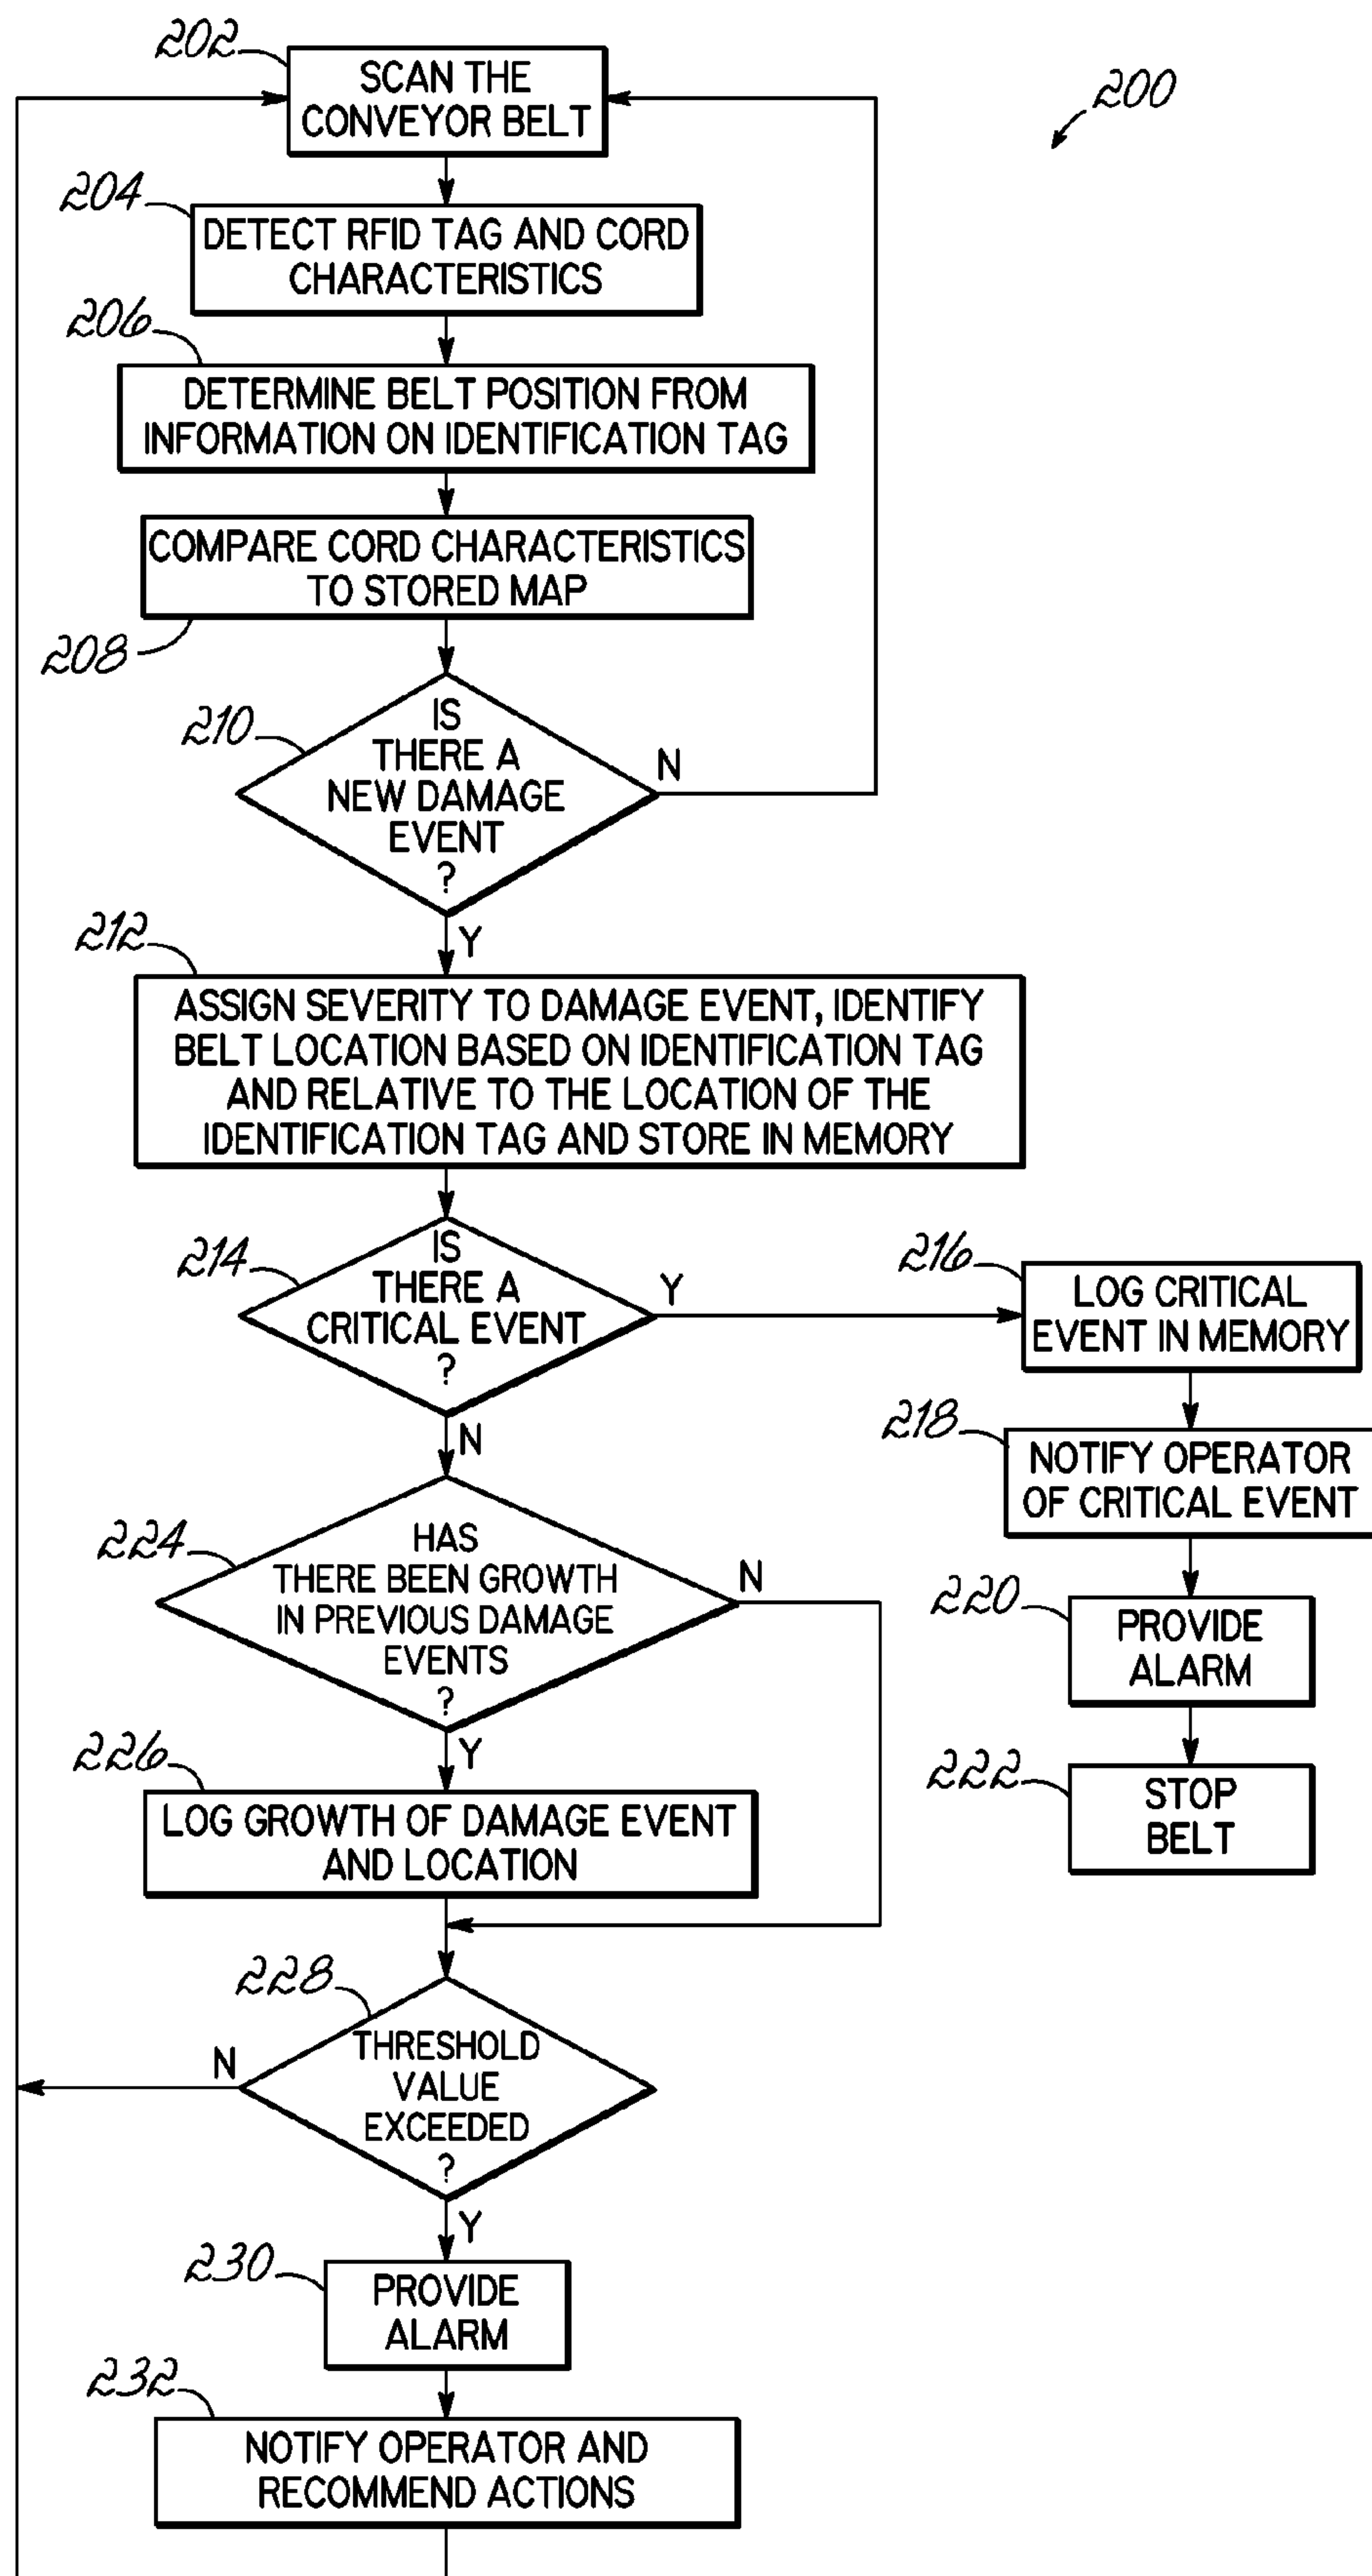 202
SCAN THE
CONVEYOR BELT
200
204
DETECT RFID TAG AND CORD
CHARACTERISTICS
206
DETERMINE BELT POSITION FROM
INFORMATION ON IDENTIFICATION TAG
COMPARE CORD CHARACTERISTICS
TO STORED MAP
208
210
IS
THERE A
NEW DAMAGE
EVENT
?
N
Y
212
ASSIGN SEVERITY TO DAMAGE EVENT, IDENTIFY
BELT LOCATION BASED ON IDENTIFICATION TAG
AND RELATIVE TO THE LOCATION OF THE
IDENTIFICATION TAG AND STORE IN MEMORY
214
IS
THERE A
CRITICAL EVENT
?
Y
N
216
LOG CRITICAL
EVENT IN MEMORY
218
NOTIFY OPERATOR
OF CRITICAL EVENT
220
PROVIDE
ALARM
222
STOP
BELT
224
HAS
THERE BEEN GROWTH
IN PREVIOUS DAMAGE
EVENTS
?
N
Y
226
LOG GROWTH OF DAMAGE EVENT
AND LOCATION
228
THRESHOLD
VALUE
EXCEEDED
?
N
Y
230
PROVIDE
ALARM
232
NOTIFY OPERATOR AND
RECOMMEND ACTIONS